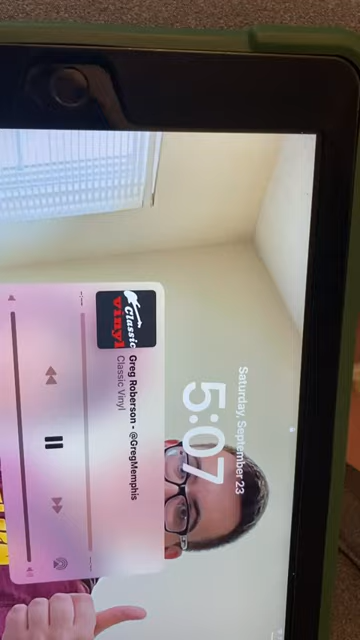 Saturday, September 23
5:07
Classic
vinyl
Greg Roberson - @GregMemphis
Classic Vinyl